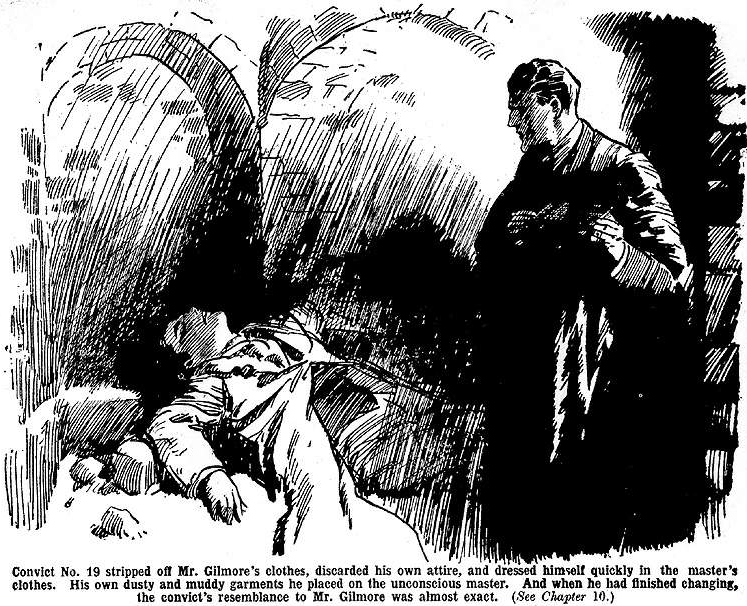 Convict No. 19 stripped off Mr. Gilmore's clothes, discarded his own attire, and dressed himself quickly in the master's
clothes. His own dusty and muddy garments he placed on the unconscious master. And when he had finished changing,
the convict's resemblance to Mr. Gilmore was almost exact. (See Chapter 10.)